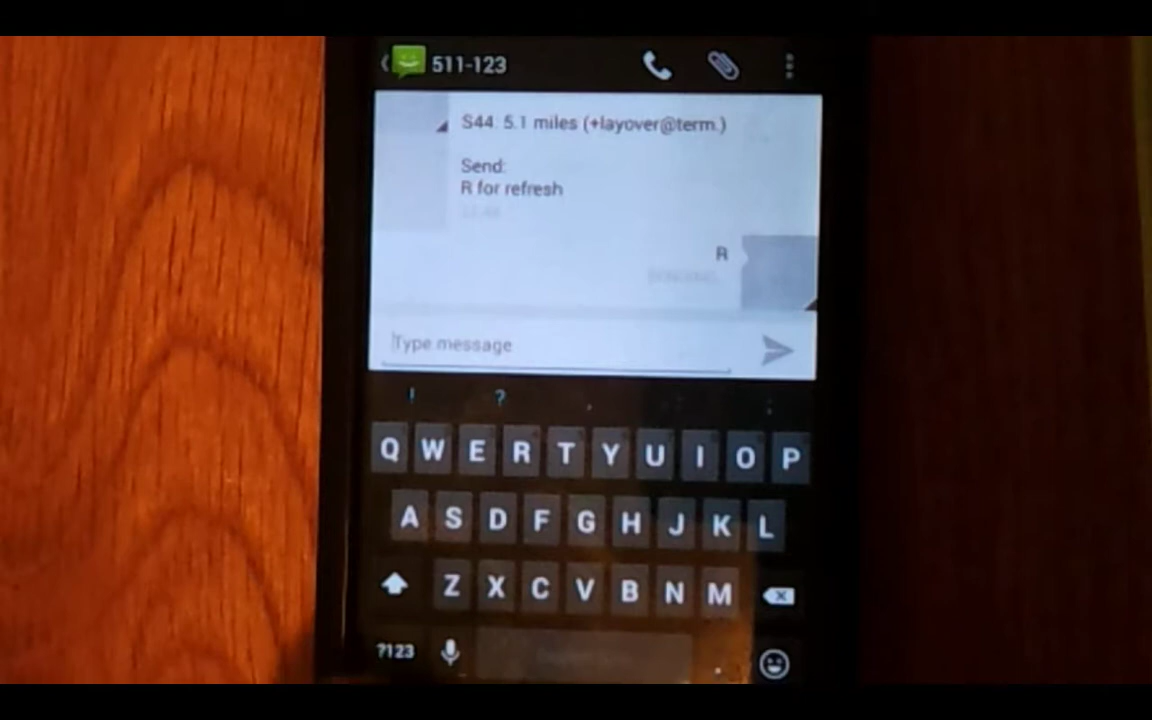 511-123
S44: 5.1 miles (+layover@term.)
Send:
R for refresh
R
Type message
! ?
Q W E R T Y U I O P
A S D F G H J K L
Z X C V B N M
?123 .